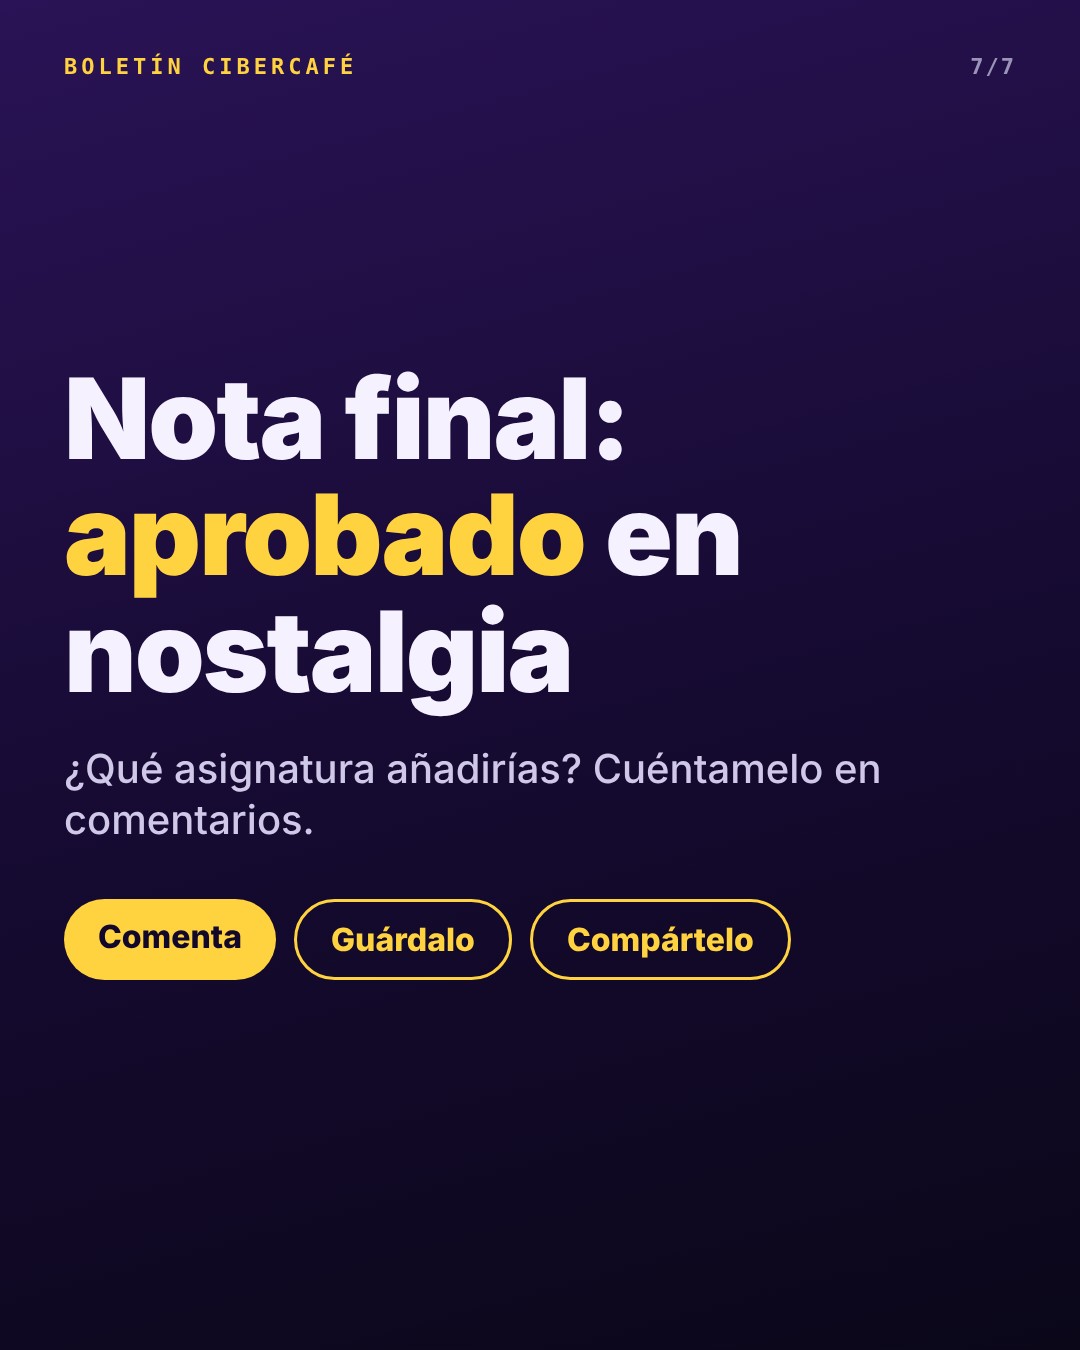 BOLETÍN CIBERCAFÉ
7/7
Nota final:
aprobado en
nostalgia
¿Qué asignatura añadirías? Cuéntamelo en
comentarios.
Comenta
Guárdalo
Compártelo